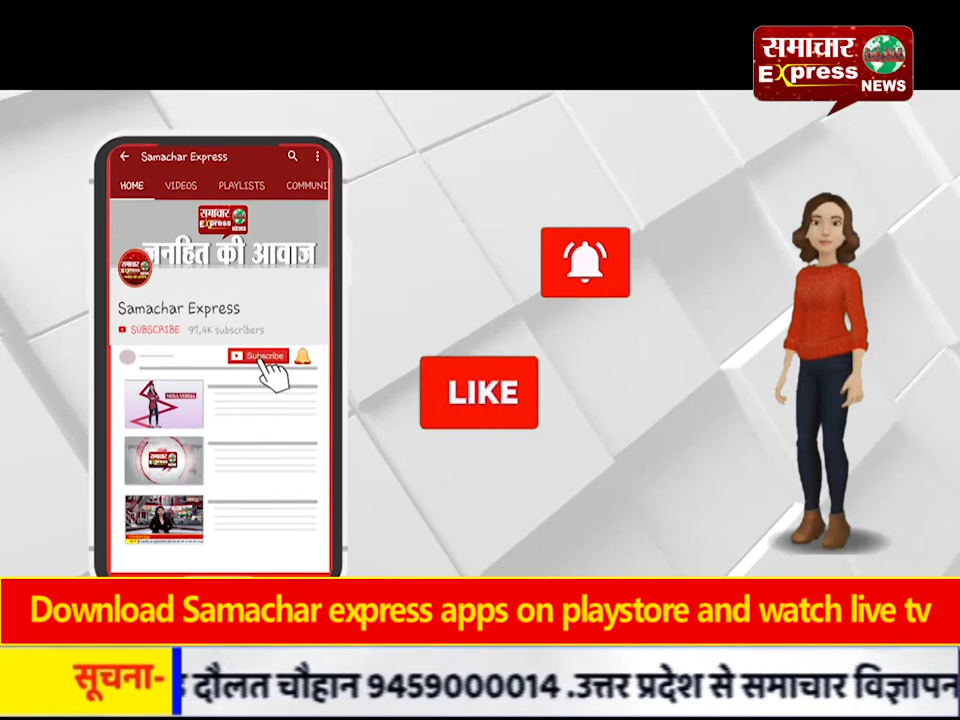 समाचार
Express
NEWS
Samachar Express
HOME VIDEOS PLAYLISTS COMMUNI
समाचार
Express
NEWS
जनहित की आवाज
Samachar Express
SUBSCRIBE 97,4K subscribers
Subscribe
LIKE
Download Samachar express apps on playstore and watch live tv
सूचना- दौलत चौहान 9459000014 .उत्तर प्रदेश से समाचार विज्ञापन